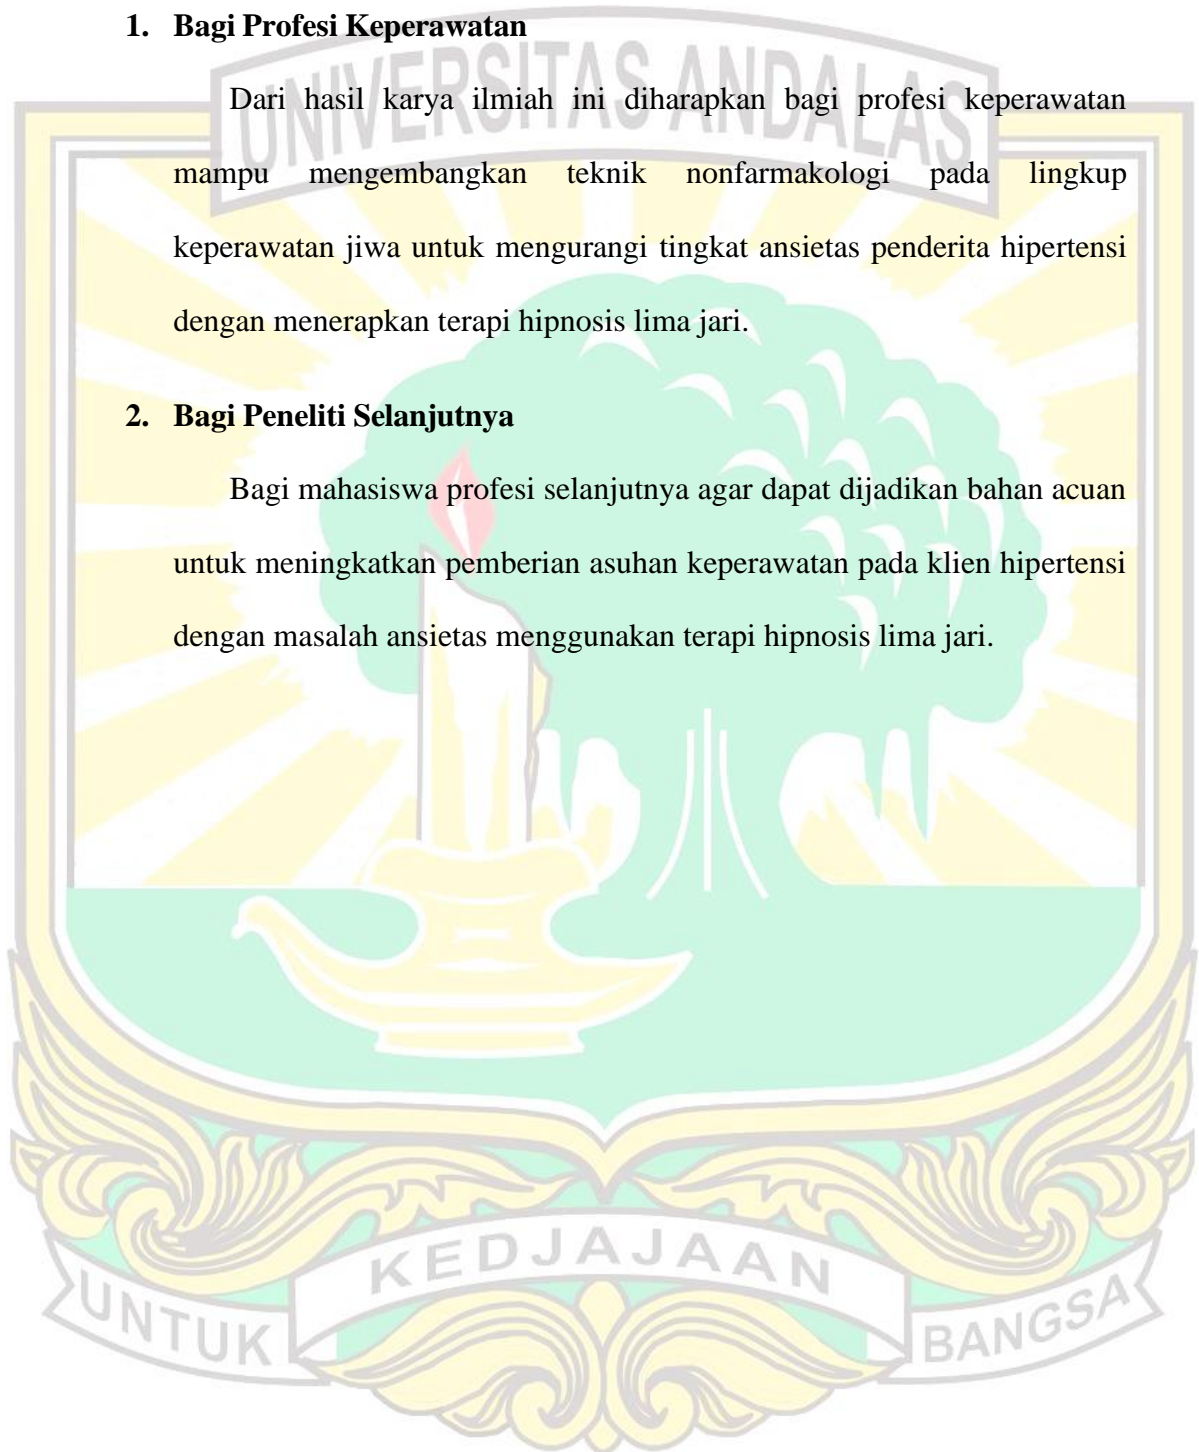 1. Bagi Profesi Keperawatan
UNIVERSITAS ANDALAS
Dari hasil karya ilmiah ini diharapkan bagi profesi keperawatan
mampu mengembangkan teknik nonfarmakologi pada lingkup
keperawatan jiwa untuk mengurangi tingkat ansietas penderita hipertensi
dengan menerapkan terapi hipnosis lima jari.
2. Bagi Peneliti Selanjutnya
Bagi mahasiswa profesi selanjutnya agar dapat dijadikan bahan acuan
untuk meningkatkan pemberian asuhan keperawatan pada klien hipertensi
dengan masalah ansietas menggunakan terapi hipnosis lima jari.
UNTUK KEDJAJAAN BANGSA